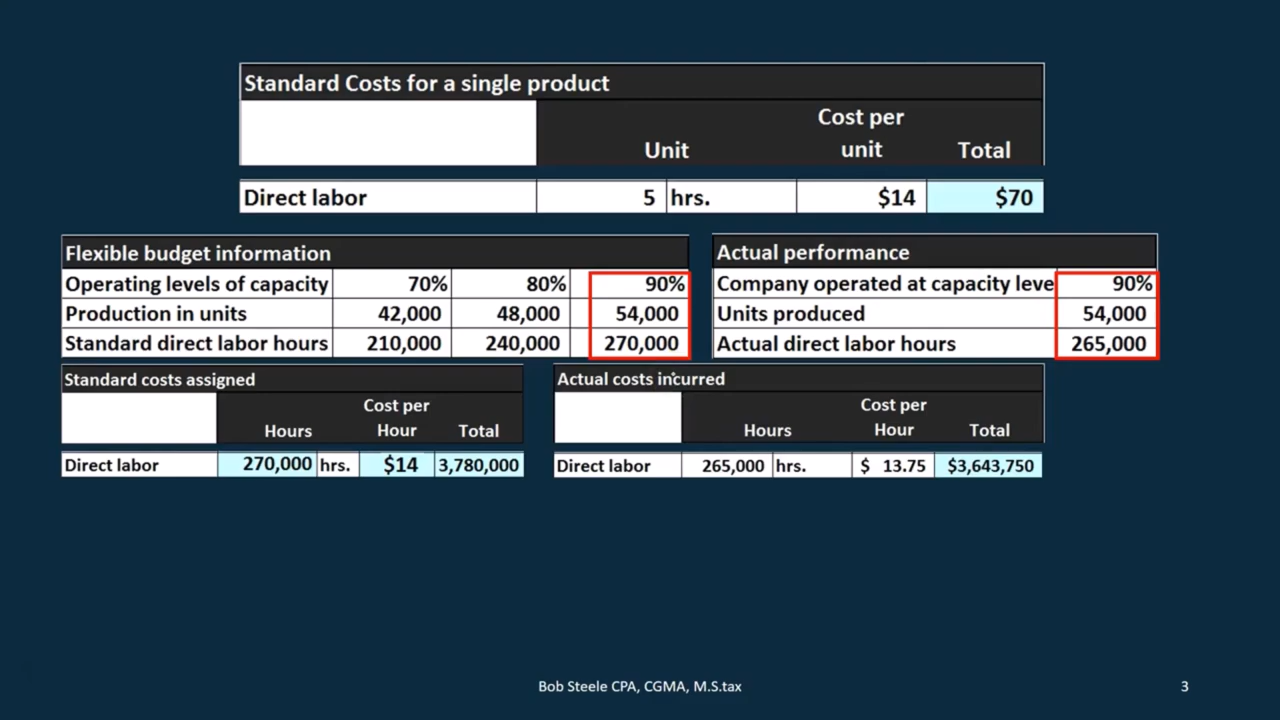 Standard Costs for a single product
Cost per
Unit unit Total
Direct labor 5 hrs. $14 $70
Flexible budget information
Operating levels of capacity 70% 80% 90%
Production in units 42,000 48,000 54,000
Standard direct labor hours 210,000 240,000 270,000
Actual performance
Company operated at capacity leve 90%
Units produced 54,000
Actual direct labor hours 265,000
Standard costs assigned
Cost per
Hours Hour Total
Direct labor 270,000 hrs. $14 3,780,000
Actual costs incurred
Cost per
Hours Hour Total
Direct labor 265,000 hrs. $ 13.75 $3,643,750
Bob Steele CPA, CGMA, M.S.tax
3